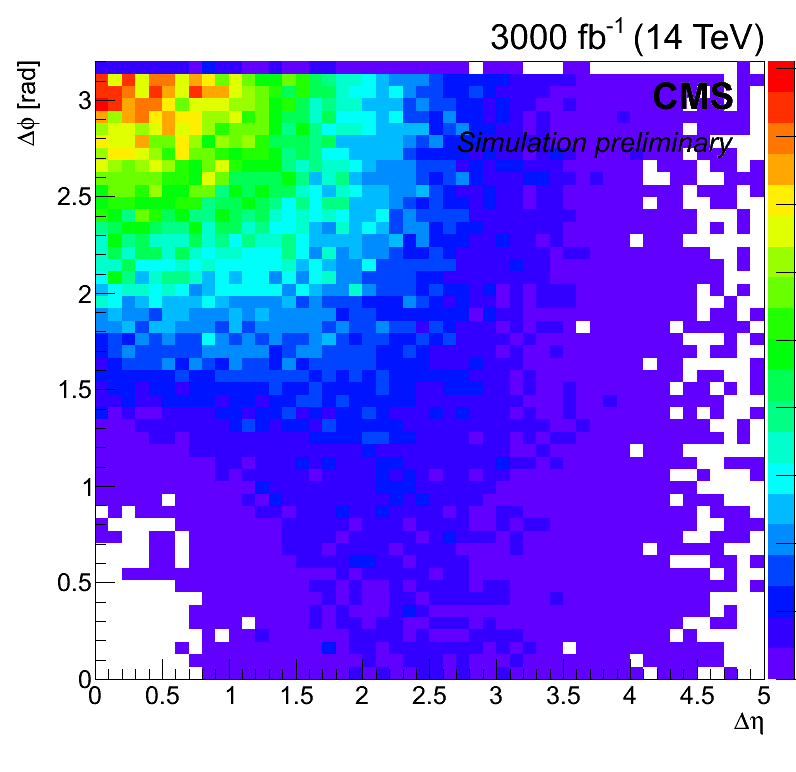 3000 fb-1 (14 TeV)
CMS
Simulation preliminary
Δϕ [rad]
3
2.5
2
1.5
1
0.5
0
0 0.5 1 1.5 2 2.5 3 3.5 4 4.5 5
Δη